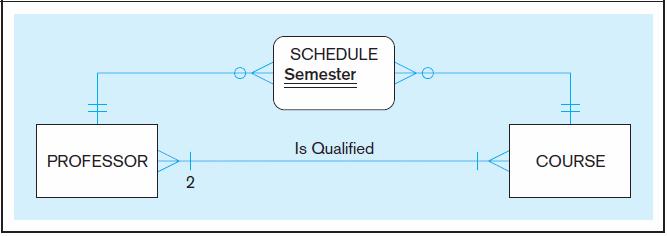 SCHEDULE
Semester
Is Qualified
PROFESSOR
COURSE
2